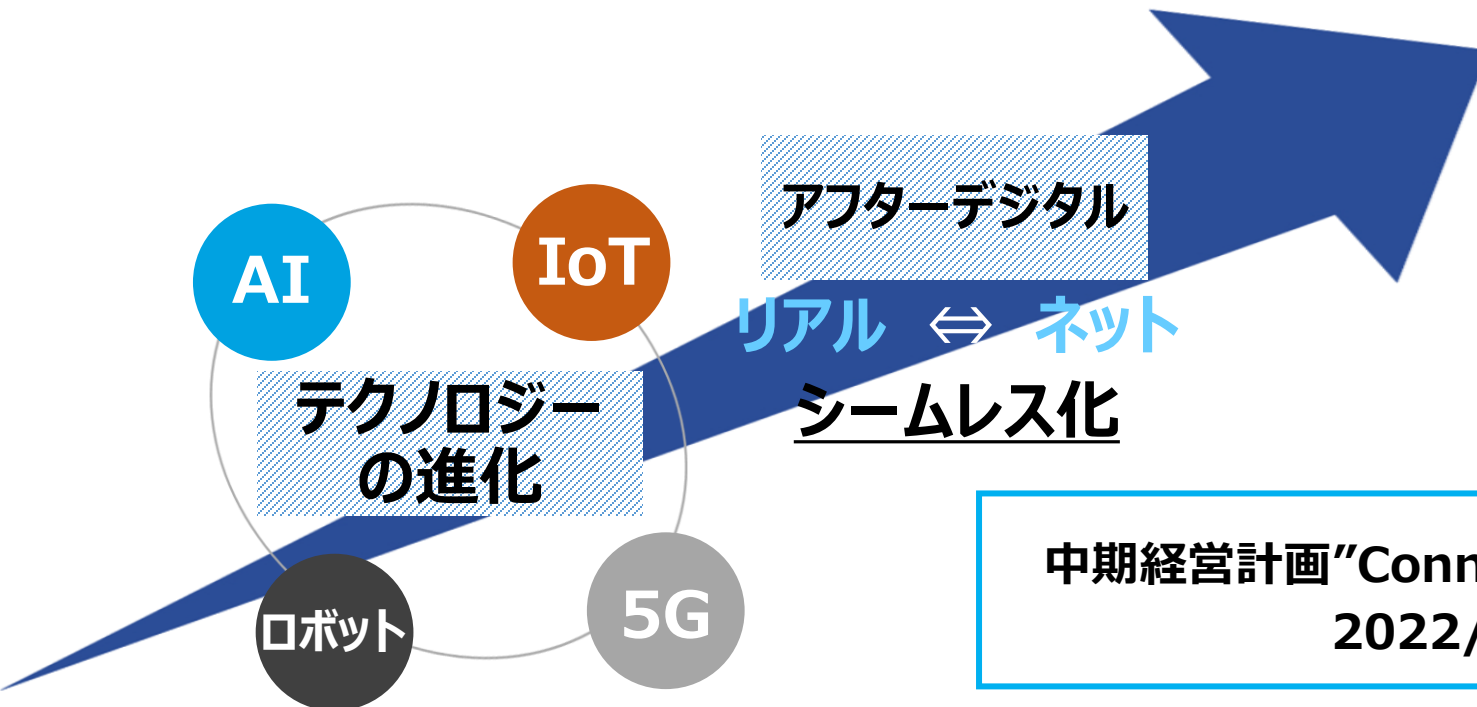 AI
IoT
テクノロジー
の進化
ロボット
5G
アフターデジタル
リアル ⇔ ネット
シームレス化
中期経営計画”Conn
2022/